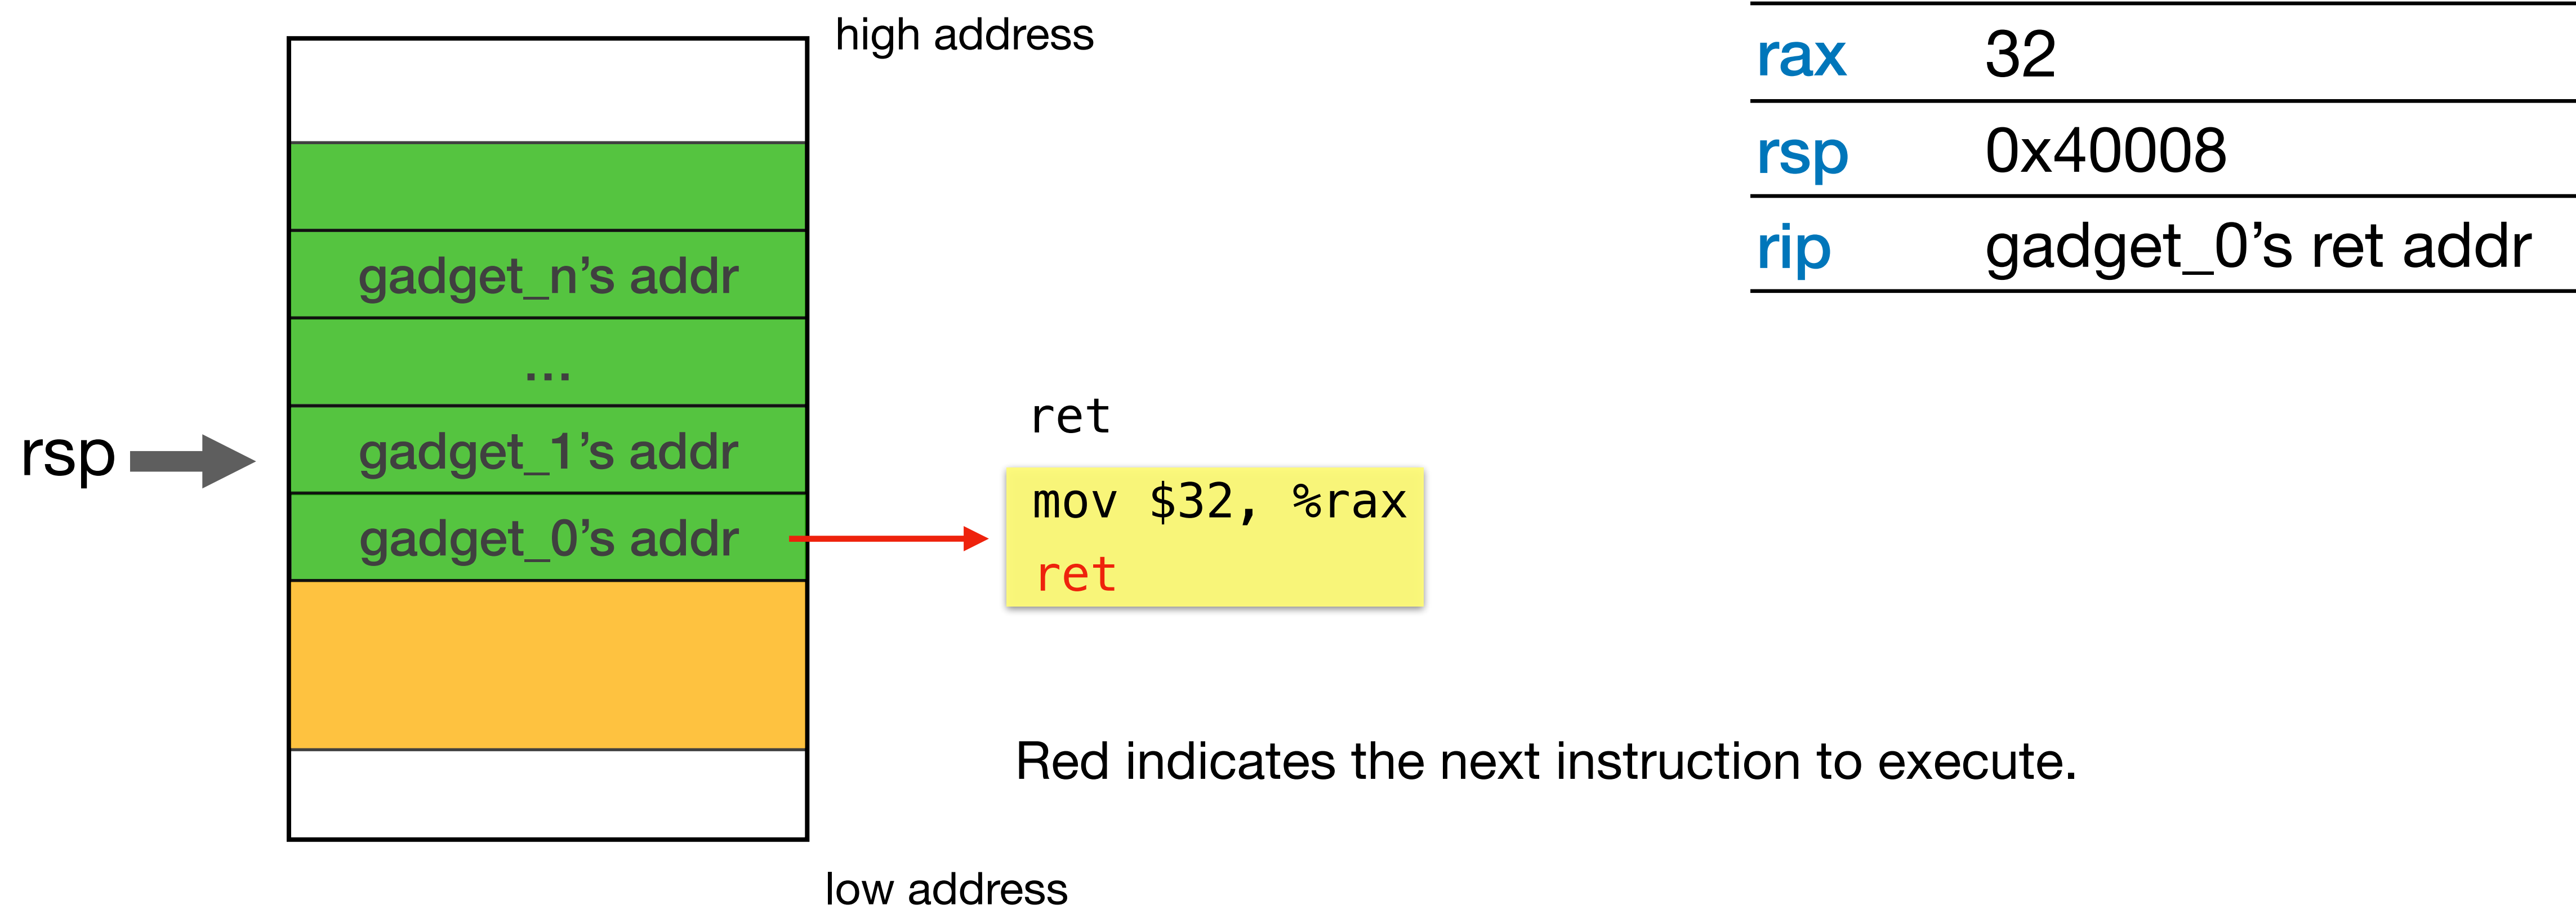 high address
rax 32
rsp 0x40008
rip gadget_0’s ret addr
gadget_n’s addr
...
rsp
gadget_1’s addr
gadget_0’s addr
ret
mov $32, %rax
ret
Red indicates the next instruction to execute.
low address